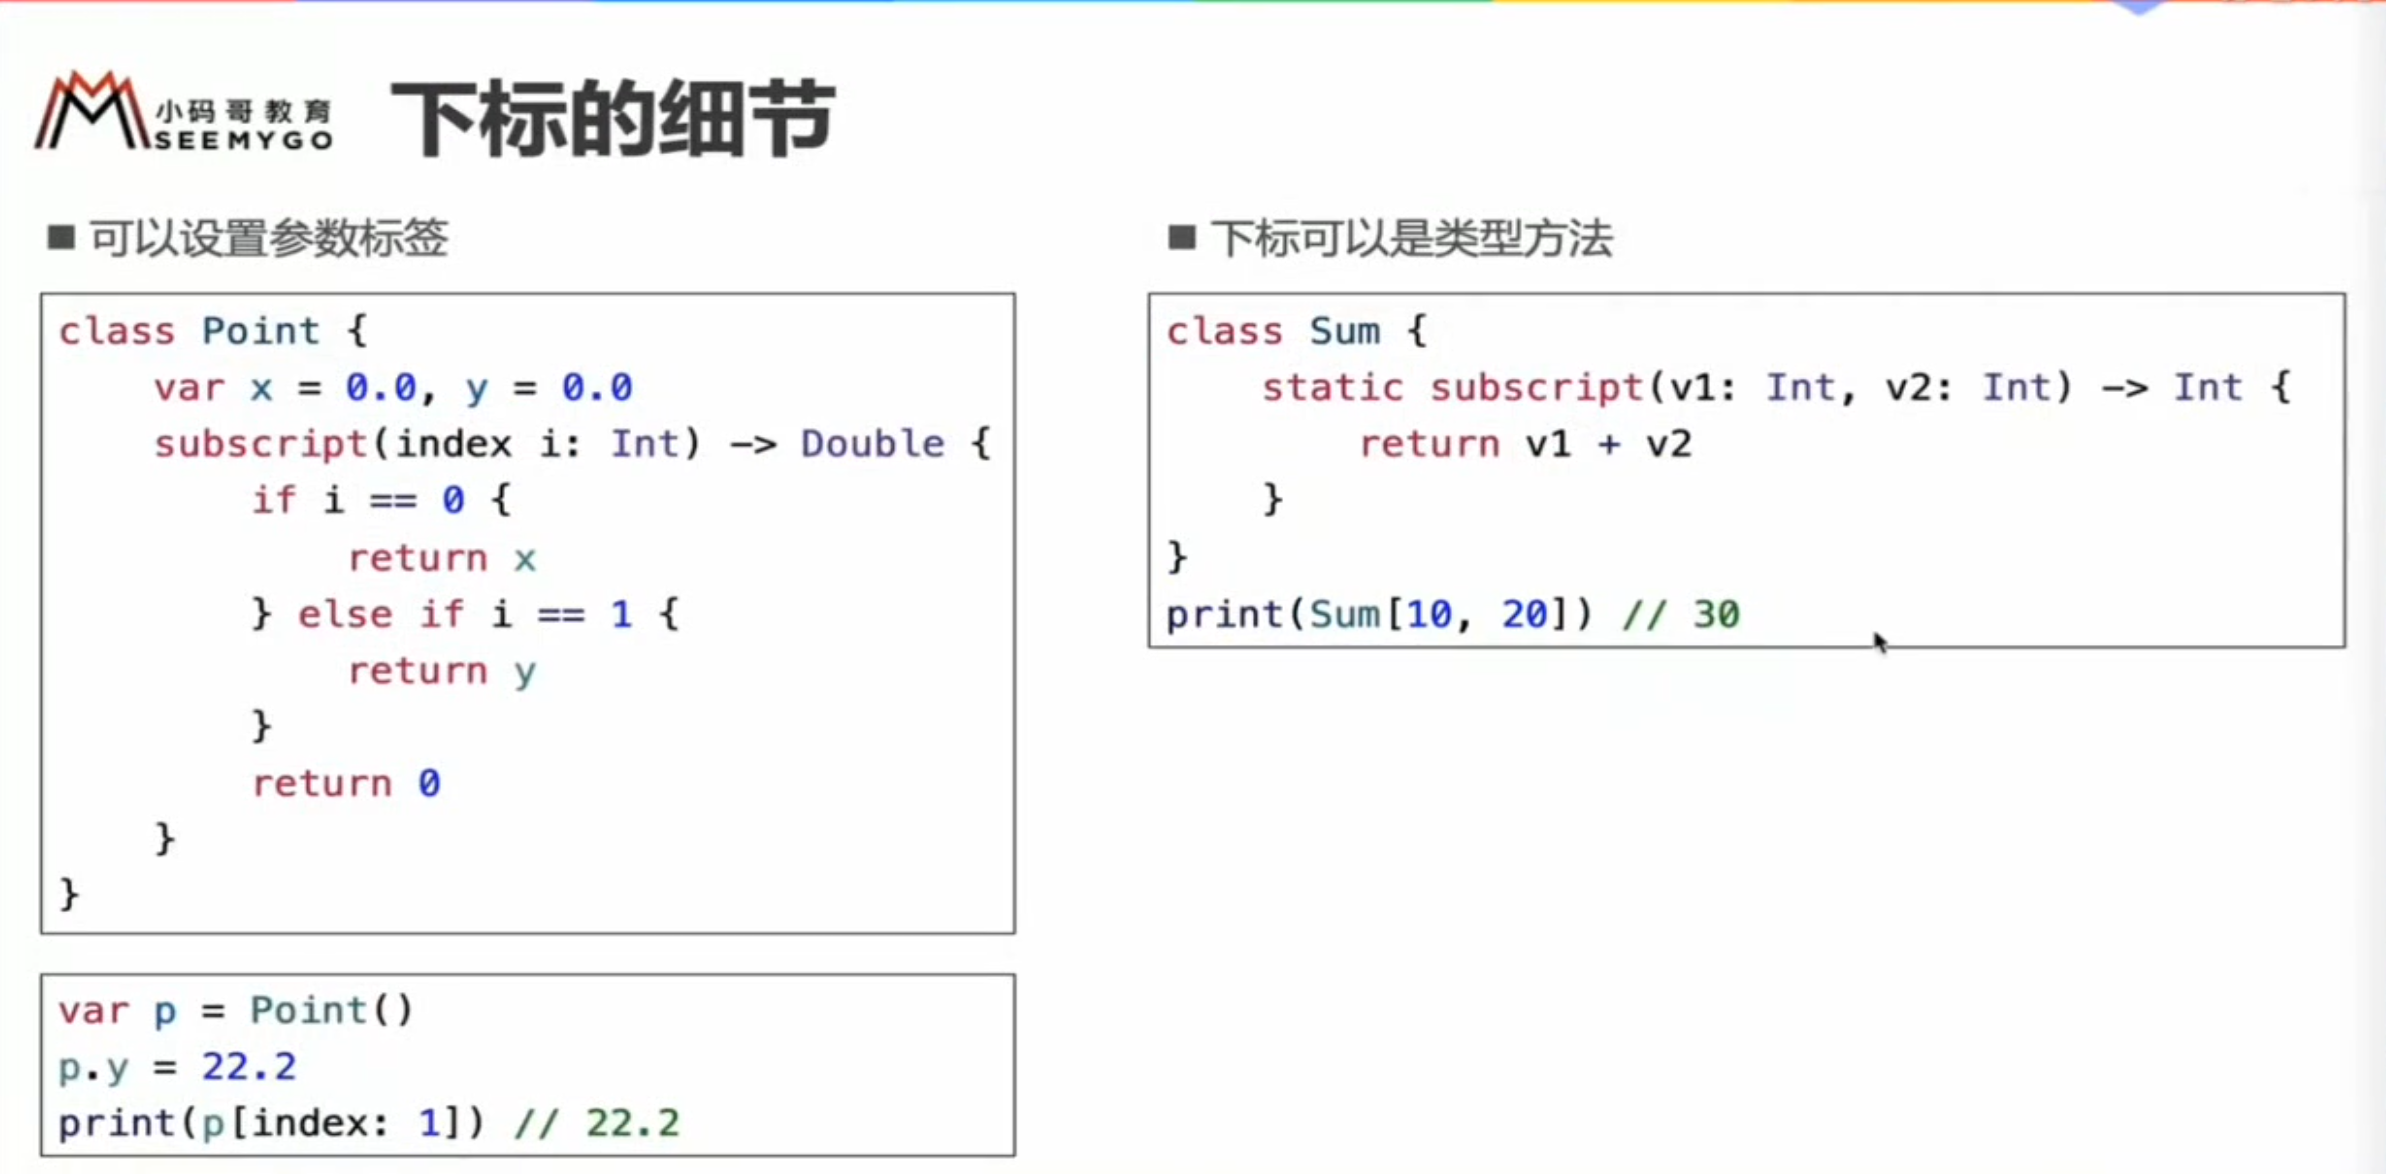 小码哥教育
SEEMYGO
下标的细节
■ 可以设置参数标签
class Point {
    var x = 0.0, y = 0.0
    subscript(index i: Int) -> Double {
        if i == 0 {
            return x
        } else if i == 1 {
            return y
        }
        return 0
    }
}
var p = Point()
p.y = 22.2
print(p[index: 1]) // 22.2
■ 下标可以是类型方法
class Sum {
    static subscript(v1: Int, v2: Int) -> Int {
        return v1 + v2
    }
}
print(Sum[10, 20]) // 30